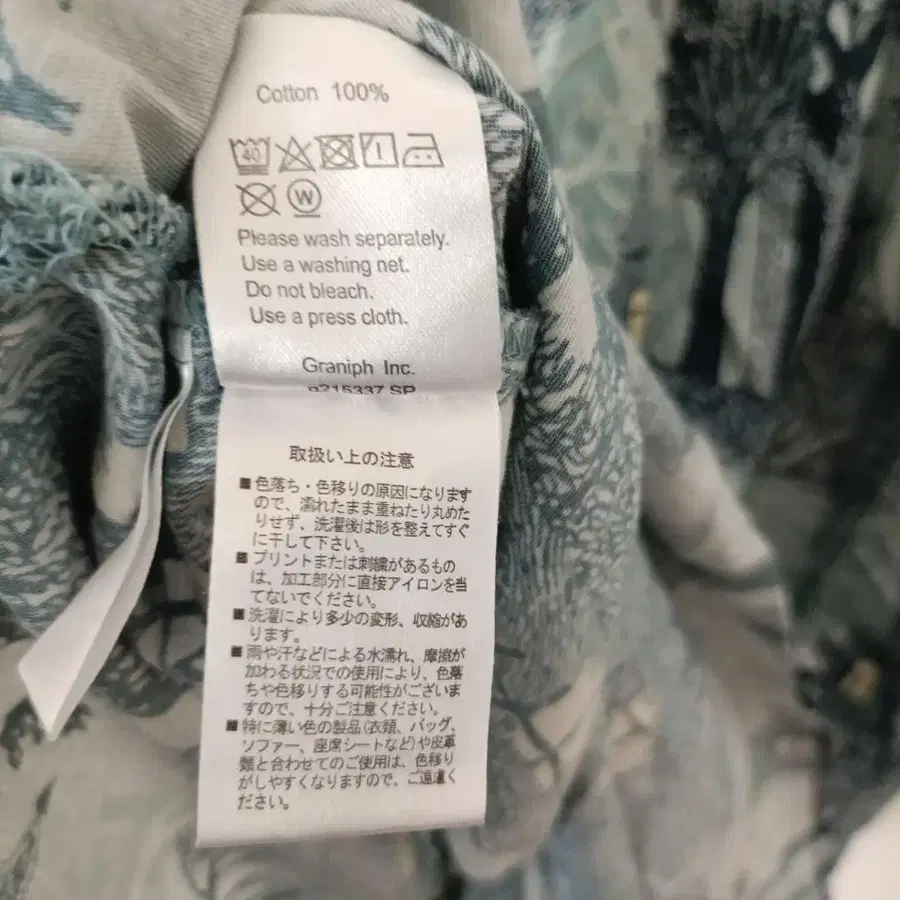 Cotton 100%
40
W
Please wash separately.
Use a washing net.
Do not bleach.
Use a press cloth.
Graniph Inc.
取扱い上の注意
■色落ち・色移りの原因になります
ので、濡れたまま重ねたり丸めた
りせず、洗濯後は形を整えてすぐ
に干して下さい。
■プリントまたは刺繍があるもの
は、加工部分に直接アイロンを当
てないでください。
■洗濯により多少の変形、収縮があ
ります。
■雨や汗などによる水濡れ、摩擦が
加わる状況での使用により、色落
ちや色移りする可能性がございま
すので、十分ご注意ください。
■特に薄い色の製品(衣類、バッグ、
ソファー、座席シートなど)や皮革
類と合わせてのご使用は、色移り
がしやすくなりますので、ご遠慮く
ださい。